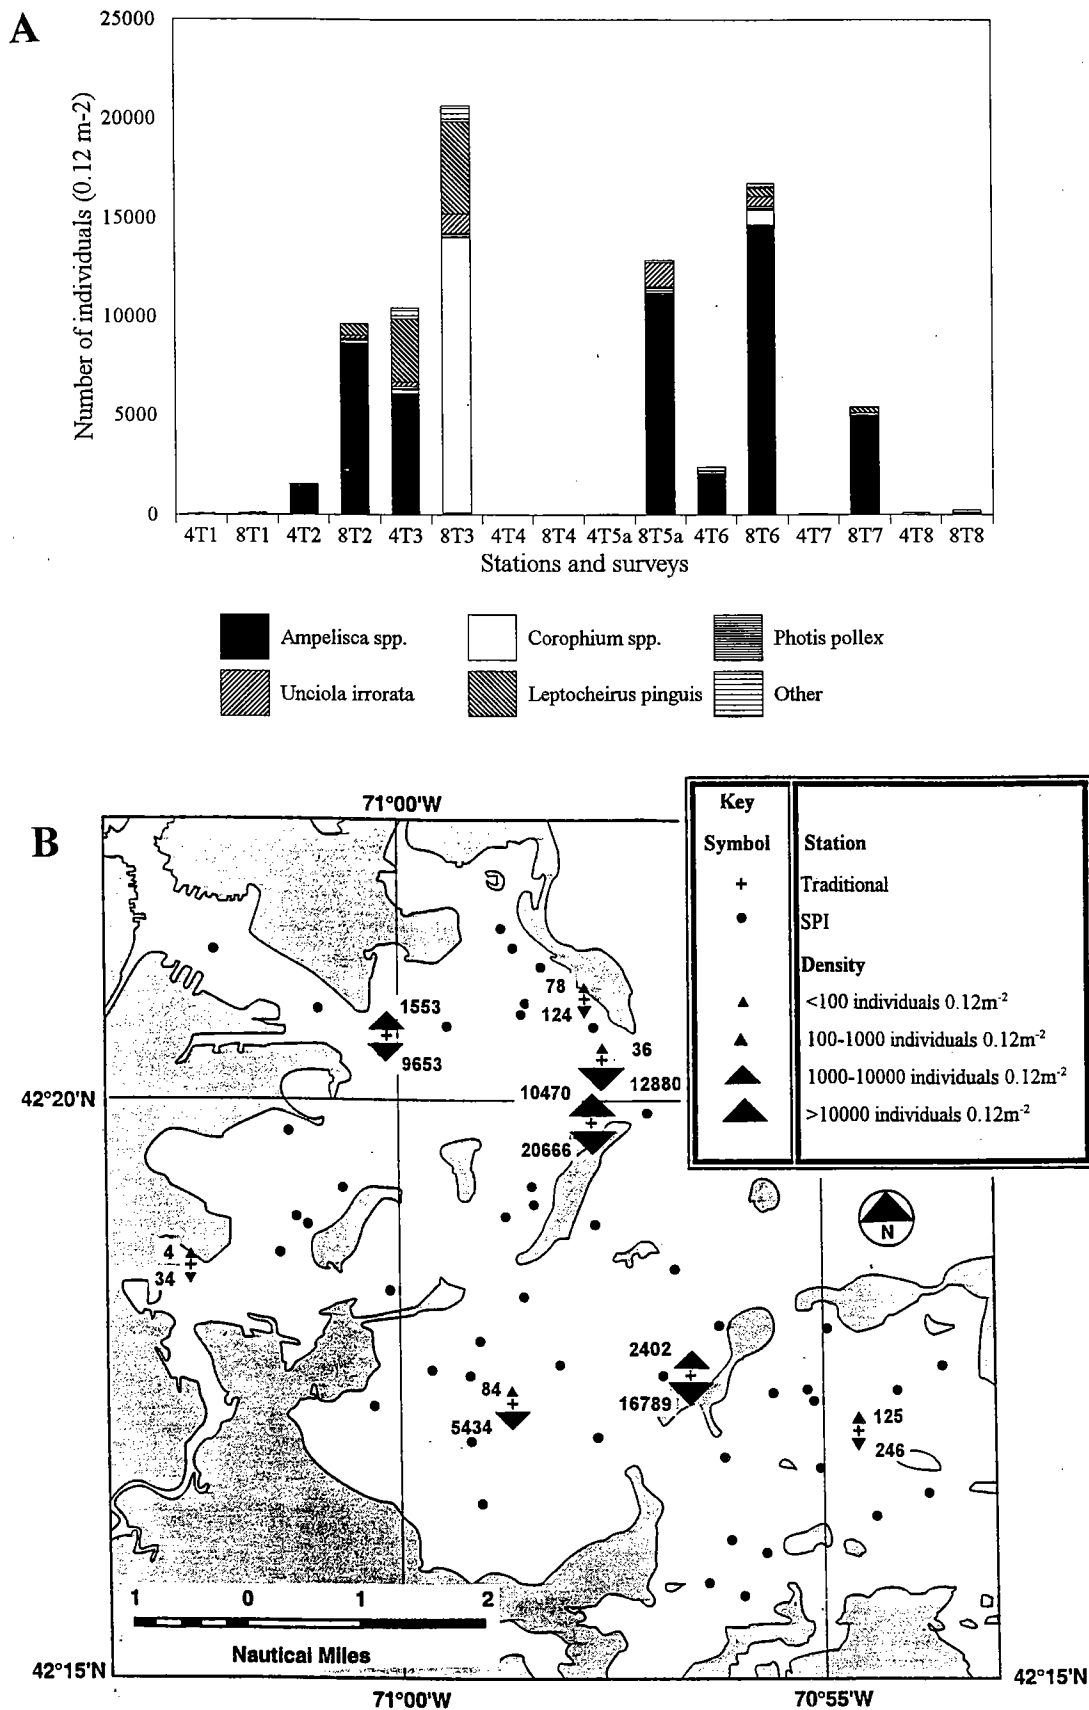 A
25000
20000
15000
10000
5000
0
Number of individuals (0.12 m-2)
4T1 8T1 4T2 8T2 4T3 8T3 4T4 8T4 4T5a 8T5a 4T6 8T6 4T7 8T7 4T8 8T8
Stations and surveys
Ampelisca spp. Corophium spp. Photis pollex
Unciola irrorata Leptocheirus pinguis Other
B
71°00'W
Key
Symbol Station
+ Traditional
SPI
Density
<100 individuals 0.12m-2
100-1000 individuals 0.12m-2
1000-10000 individuals 0.12m-2
>10000 individuals 0.12m-2
78
124
1553
9653
36
12880
42°20'N
10470
20666
N
4
34
2402
16789
84
5434
125
246
1 0 1 2
Nautical Miles
42°15'N
42°15'N
71°00'W
70°55'W